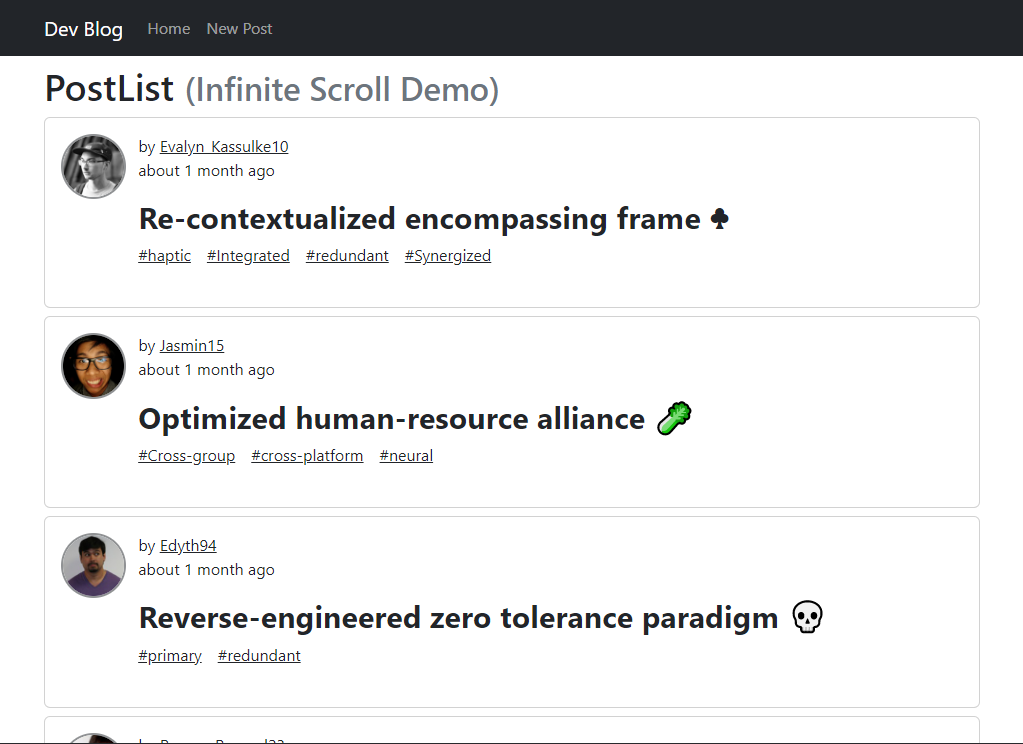 Dev Blog Home New Post
PostList (Infinite Scroll Demo)
by Evalyn_Kassulke10
about 1 month ago
Re-contextualized encompassing frame ♣
#haptic #Integrated #redundant #Synergized
by Jasmin15
about 1 month ago
Optimized human-resource alliance 🥬
#Cross-group #cross-platform #neural
by Edyth94
about 1 month ago
Reverse-engineered zero tolerance paradigm 💀
#primary #redundant